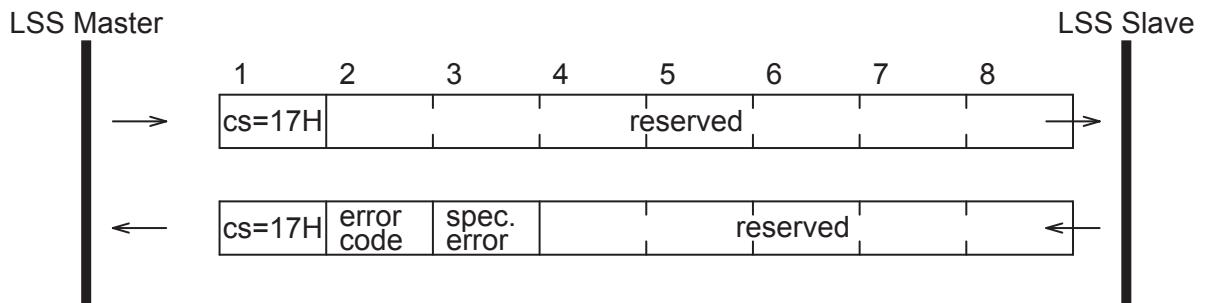 LSS Master LSS Slave
1 2 3 4 5 6 7 8
cs=17H reserved
cs=17H error code spec. error reserved